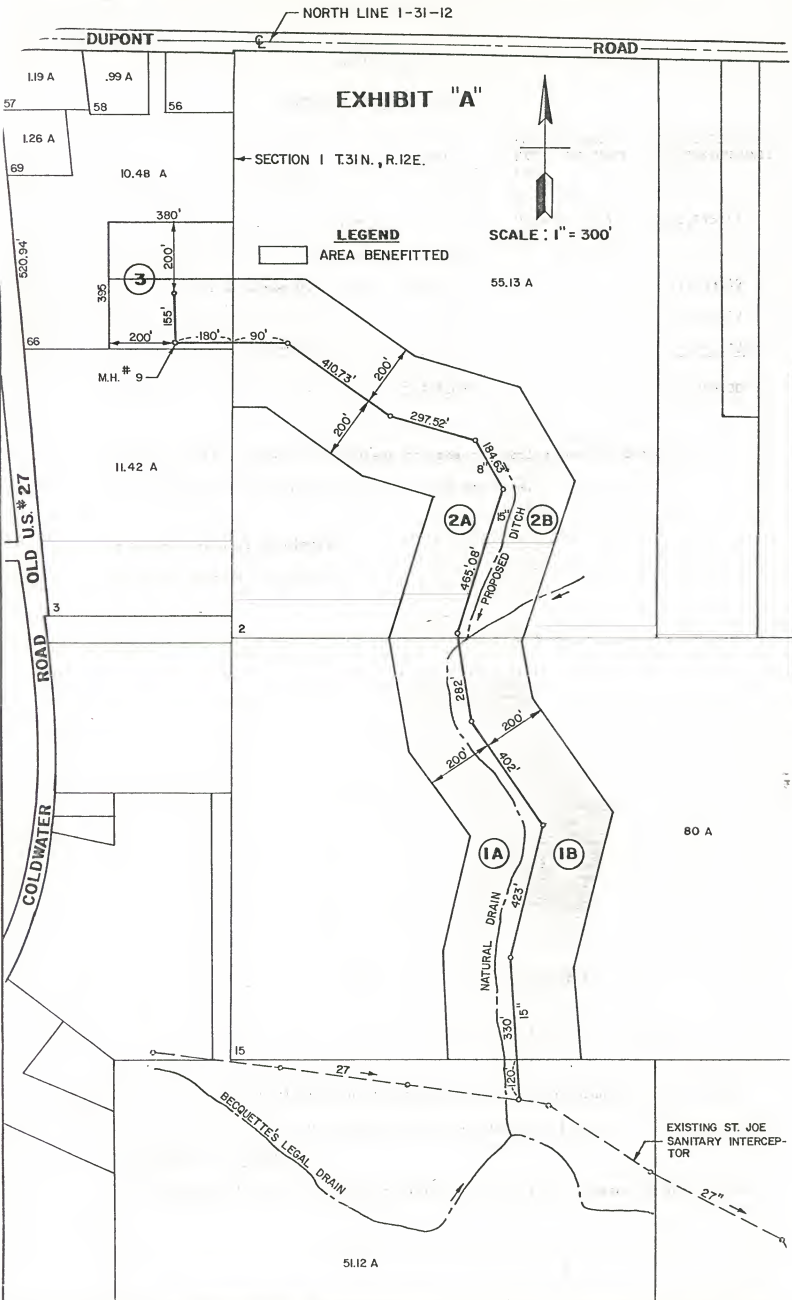 NORTH LINE 1-31-12
DUPONT
℄
ROAD
1.19 A
.99 A
57
58
56
EXHIBIT "A"
1.26 A
69
10.48 A
SECTION 1 T.31N., R.12E.
380'
LEGEND
AREA BENEFITTED
SCALE: 1" = 300'
55.13 A
520.94'
395
3
200'
155'
200'
180'
90'
66
M.H. # 9
410.73'
200'
200'
297.52'
184.63'
8"
11.42 A
2A
15"
2B
465.08'
PROPOSED DITCH
OLD U.S. # 27
3
2
282'
200'
200'
402'
COLDWATER ROAD
80 A
1A
1B
423'
NATURAL DRAIN
15"
330'
15
27
120'
BECQUETTE'S LEGAL DRAIN
EXISTING ST. JOE
SANITARY INTERCEP-
TOR
27"
51.12 A